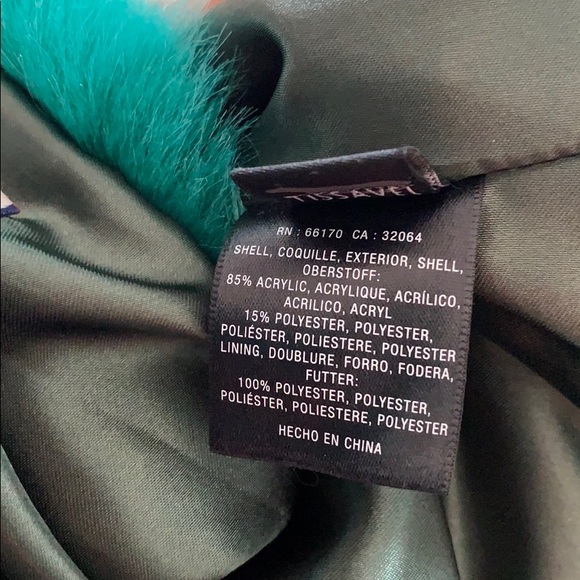 TISSAVEL
RN : 66170 CA : 32064
SHELL, COQUILLE, EXTERIOR, SHELL,
OBERSTOFF:
85% ACRYLIC, ACRYLIQUE, ACRÍLICO,
ACRILICO, ACRYL
15% POLYESTER, POLYESTER,
POLIÉSTER, POLIESTERE, POLYESTER
LINING, DOUBLURE, FORRO, FODERA,
FUTTER:
100% POLYESTER, POLYESTER,
POLIÉSTER, POLIESTERE, POLYESTER
HECHO EN CHINA